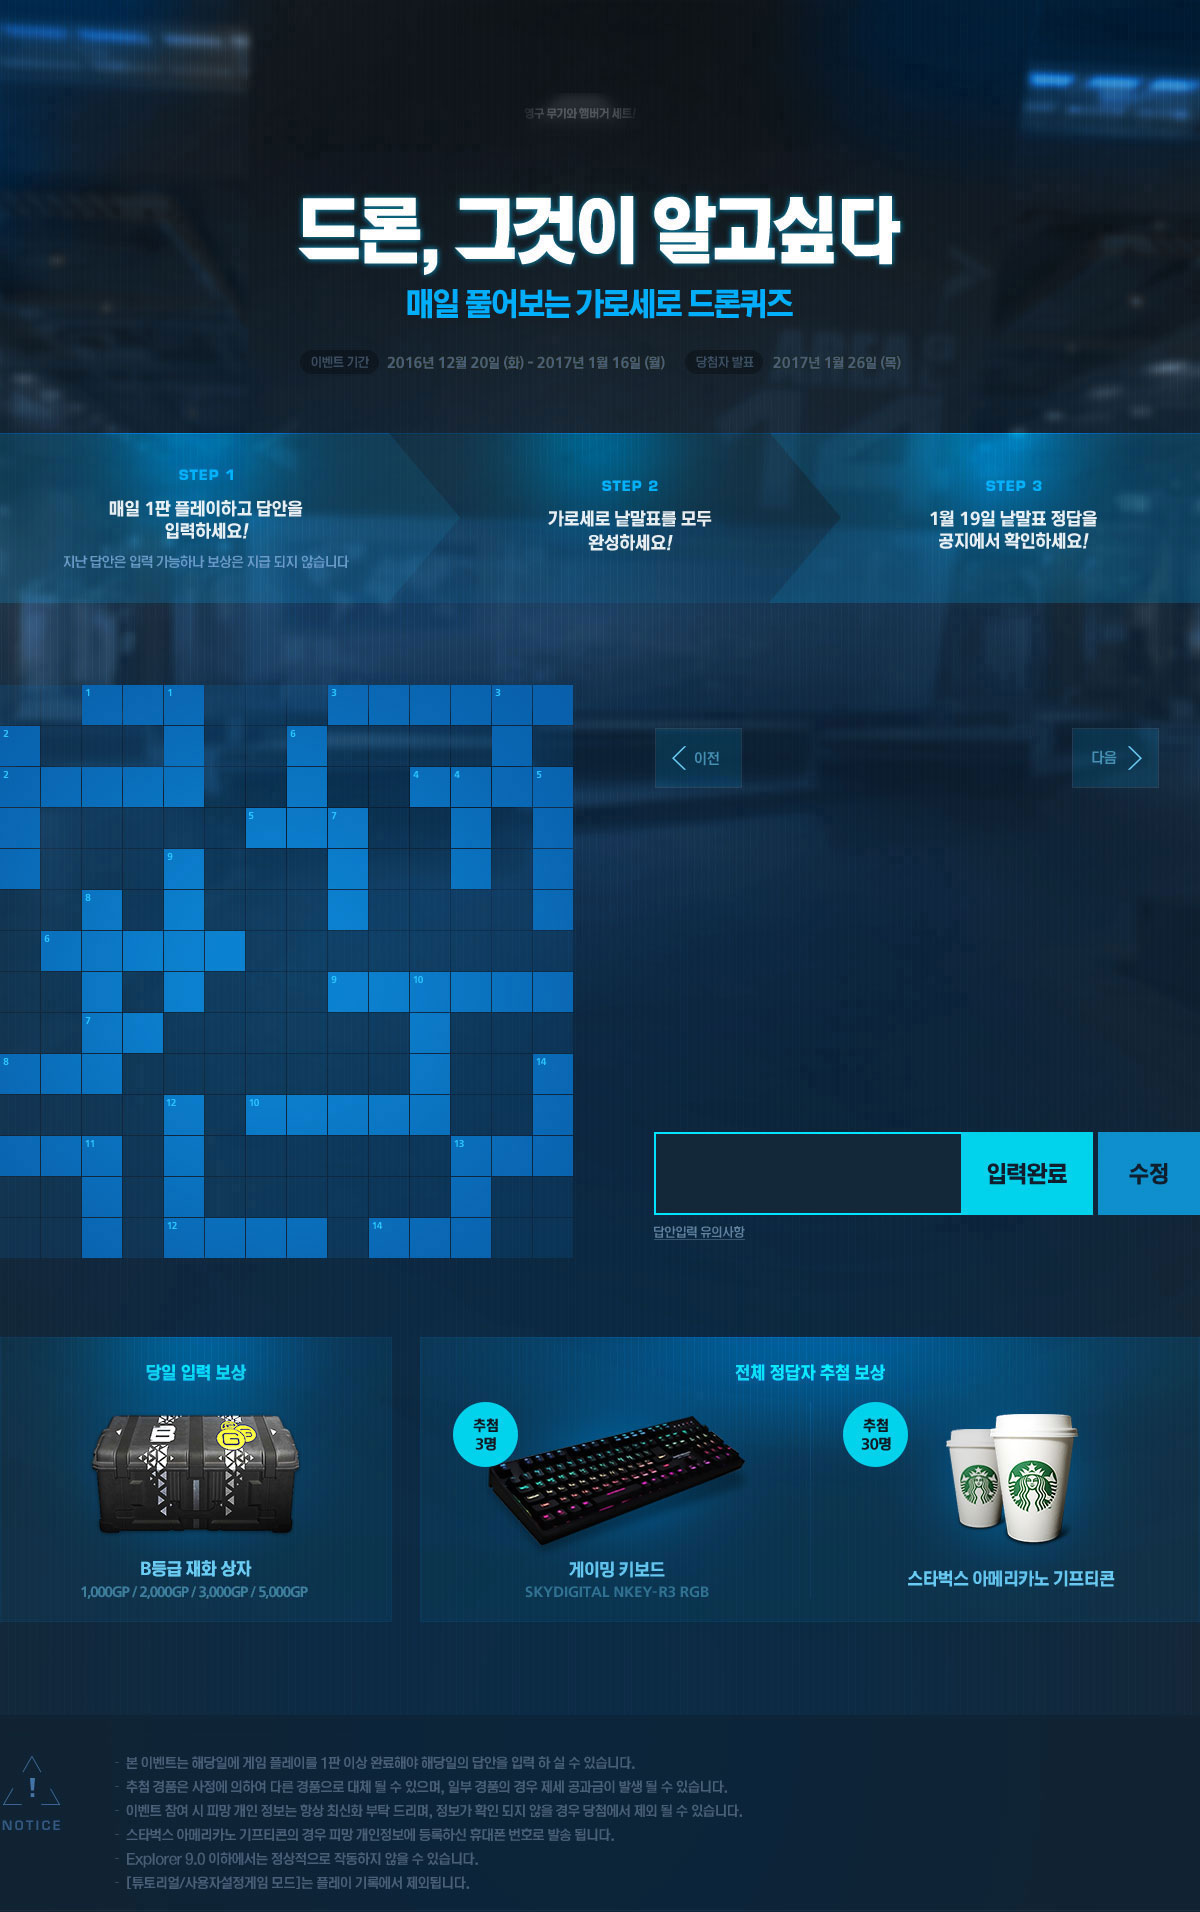 영구 무기와 햄버거 세트!
드론, 그것이 알고싶다
매일 풀어보는 가로세로 드론퀴즈
이벤트 기간 2016년 12월 20일 (화) - 2017년 1월 16일 (월) 당첨자 발표 2017년 1월 26일 (목)
STEP 1
매일 1판 플레이하고 답안을
입력하세요!
지난 답안은 입력 가능하나 보상은 지급 되지 않습니다
STEP 2
가로세로 낱말표를 모두
완성하세요!
STEP 3
1월 19일 낱말표 정답을
공지에서 확인하세요!
1 1 3 3
2 6
2 4 4 5
5 7
9
8
6
9 10
7
8 14
12 10
11 13
12 14
이전
다음
입력완료
수정
답안입력 유의사항
당일 입력 보상
B G
B등급 재화 상자
1,000GP / 2,000GP / 3,000GP / 5,000GP
전체 정답자 추첨 보상
추첨
3명
게이밍 키보드
SKYDIGITAL NKEY-R3 RGB
추첨
30명
스타벅스 아메리카노 기프티콘
!
NOTICE
- 본 이벤트는 해당일에 게임 플레이를 1판 이상 완료해야 해당일의 답안을 입력 하 실 수 있습니다.
- 추첨 경품은 사정에 의하여 다른 경품으로 대체 될 수 있으며, 일부 경품의 경우 제세 공과금이 발생 될 수 있습니다.
- 이벤트 참여 시 피망 개인 정보는 항상 최신화 부탁 드리며, 정보가 확인 되지 않을 경우 당첨에서 제외 될 수 있습니다.
- 스타벅스 아메리카노 기프티콘의 경우 피망 개인정보에 등록하신 휴대폰 번호로 발송 됩니다.
- Explorer 9.0 이하에서는 정상적으로 작동하지 않을 수 있습니다.
- [튜토리얼/사용자설정게임 모드]는 플레이 기록에서 제외됩니다.